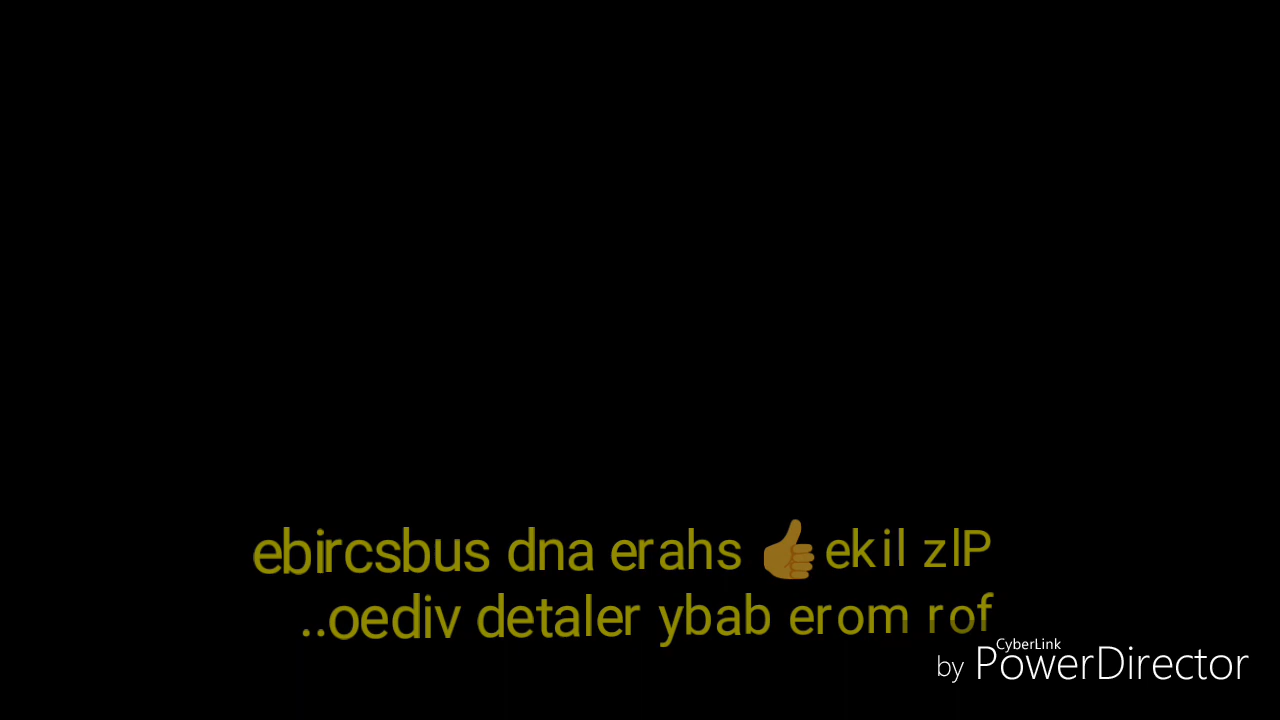 ebircsbus dna erahs 👍ekil zlP
..oediv detaler ybab erom rof
CyberLink
by PowerDirector